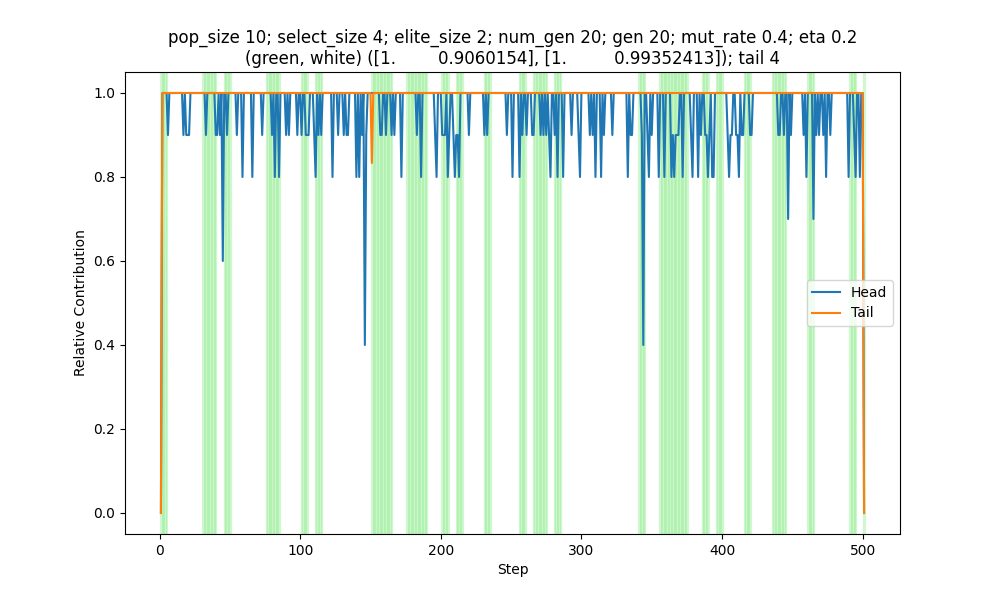 pop_size 10; select_size 4; elite_size 2; num_gen 20; gen 20; mut_rate 0.4; eta 0.2
(green, white) ([1.         0.9060154], [1.          0.99352413]); tail 4
1.0
0.8
0.6
0.4
0.2
0.0
Relative Contribution
Head
Tail
0
100
200
300
400
500
Step